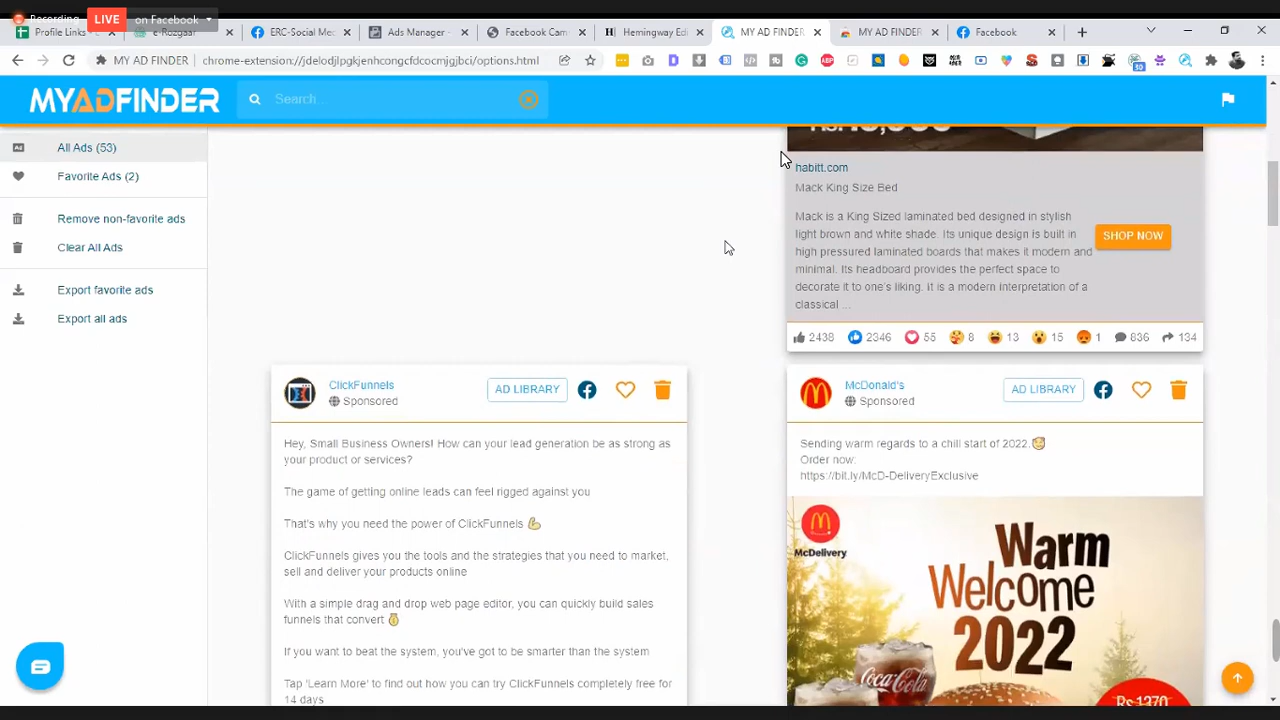 Recording
LIVE
on Facebook
Profile Links - 
e-Rozgaar
ERC-Social Me
Ads Manager -
Facebook Cam
Hemingway Edi
MY AD FINDER
MY AD FINDER
Facebook
MY AD FINDER
MYADFINDER
Search...
All Ads (53)
Favorite Ads (2)
Remove non-favorite ads
Clear All Ads
Export favorite ads
Export all ads
habitt.com
Mack King Size Bed
Mack is a King Sized laminated bed designed in stylish
light brown and white shade. Its unique design is built in
high pressured laminated boards that makes it modern and
minimal. Its headboard provides the perfect space to
decorate it to one's liking. It is a modern interpretation of a
classical ...
SHOP NOW
2438 2346 55 8 13 15 1 836 134
ClickFunnels
Sponsored
AD LIBRARY
Hey, Small Business Owners! How can your lead generation be as strong as
your product or services?
The game of getting online leads can feel rigged against you
That's why you need the power of ClickFunnels 💪
ClickFunnels gives you the tools and the strategies that you need to market,
sell and deliver your products online
With a simple drag and drop web page editor, you can quickly build sales
funnels that convert 💰
If you want to beat the system, you've got to be smarter than the system
Tap 'Learn More' to find out how you can try ClickFunnels completely free for
14 days
McDonald's
Sponsored
AD LIBRARY
Sending warm regards to a chill start of 2022.
Order now:
https://bit.ly/McD-DeliveryExclusive
McDelivery
Warm
Welcome
2022
Coca-Cola
Rs 1370